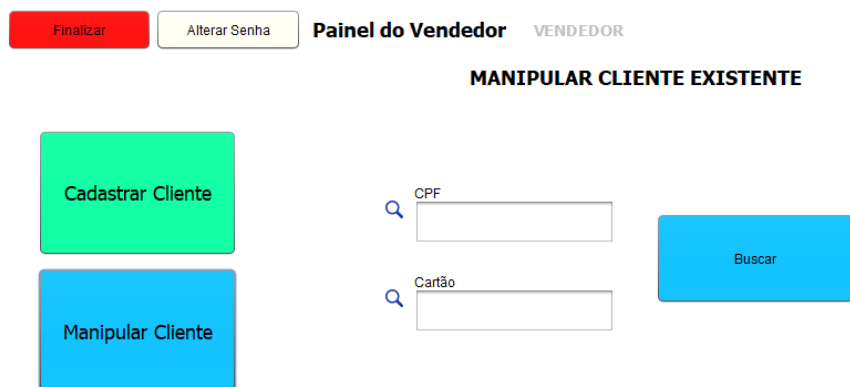 Finalizar
Alterar Senha
Painel do Vendedor
VENDEDOR
MANIPULAR CLIENTE EXISTENTE
Cadastrar Cliente
CPF
Buscar
Cartão
Manipular Cliente